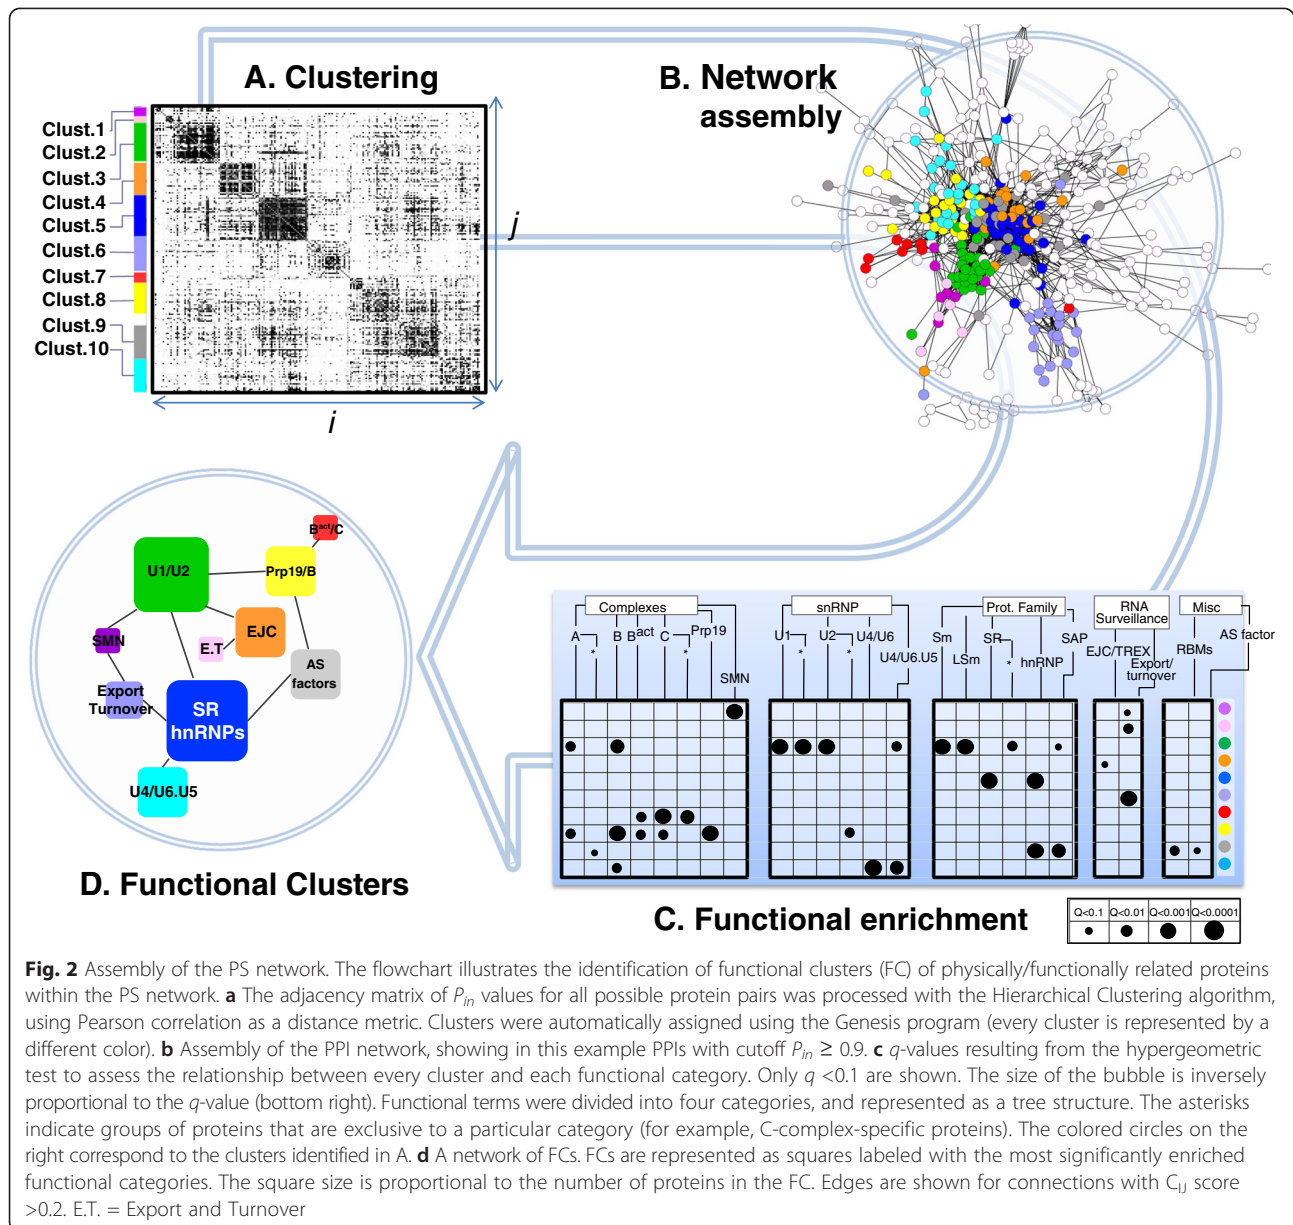 A. Clustering
B. Network
assembly
Clust.1
Clust.2
Clust.3
Clust.4
Clust.5
Clust.6
Clust.7
Clust.8
Clust.9
Clust.10
j
i
B^act/C
U1/U2
Prp19/B
SMN
E.T
EJC
AS
factors
Export
Turnover
SR
hnRNPs
U4/U6.U5
D. Functional Clusters
Complexes
A
*
B
B^act
C
*
Prp19
SMN
snRNP
U1
*
U2
*
U4/U6
U4/U6.U5
Prot. Family
Sm
LSm
SR
*
hnRNP
SAP
RNA
Surveillance
EJC/TREX
Export/
turnover
Misc
RBMs
AS factor
C. Functional enrichment
Q<0.1 Q<0.01 Q<0.001 Q<0.0001
Fig. 2 Assembly of the PS network. The flowchart illustrates the identification of functional clusters (FC) of physically/functionally related proteins
within the PS network. a The adjacency matrix of P_in values for all possible protein pairs was processed with the Hierarchical Clustering algorithm,
using Pearson correlation as a distance metric. Clusters were automatically assigned using the Genesis program (every cluster is represented by a
different color). b Assembly of the PPI network, showing in this example PPIs with cutoff P_in ≥ 0.9. c q-values resulting from the hypergeometric
test to assess the relationship between every cluster and each functional category. Only q <0.1 are shown. The size of the bubble is inversely
proportional to the q-value (bottom right). Functional terms were divided into four categories, and represented as a tree structure. The asterisks
indicate groups of proteins that are exclusive to a particular category (for example, C-complex-specific proteins). The colored circles on the
right correspond to the clusters identified in A. d A network of FCs. FCs are represented as squares labeled with the most significantly enriched
functional categories. The square size is proportional to the number of proteins in the FC. Edges are shown for connections with C_IJ score
>0.2. E.T. = Export and Turnover